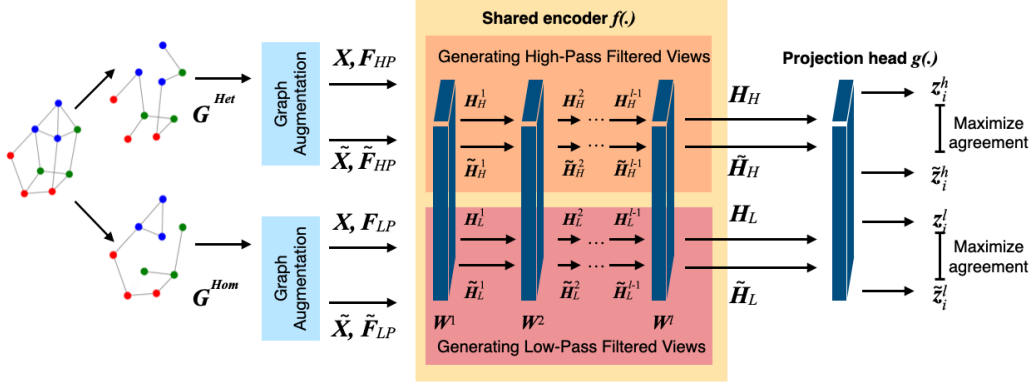 Shared encoder f(.)
Generating High-Pass Filtered Views
Projection head g(.)
G^Het
Graph Augmentation
X, F_HP
X̃, F̃_HP
H_H^1
H_H^2
H_H^{l-1}
...
H̃_H^1
H̃_H^2
H̃_H^{l-1}
...
H_H
H̃_H
z_i^h
Maximize
agreement
z̃_i^h
G^Hom
Graph Augmentation
X, F_LP
X̃, F̃_LP
H_L^1
H_L^2
H_L^{l-1}
...
H̃_L^1
H̃_L^2
H̃_L^{l-1}
...
H_L
H̃_L
z_i^l
Maximize
agreement
z̃_i^l
W^1
W^2
W^l
Generating Low-Pass Filtered Views